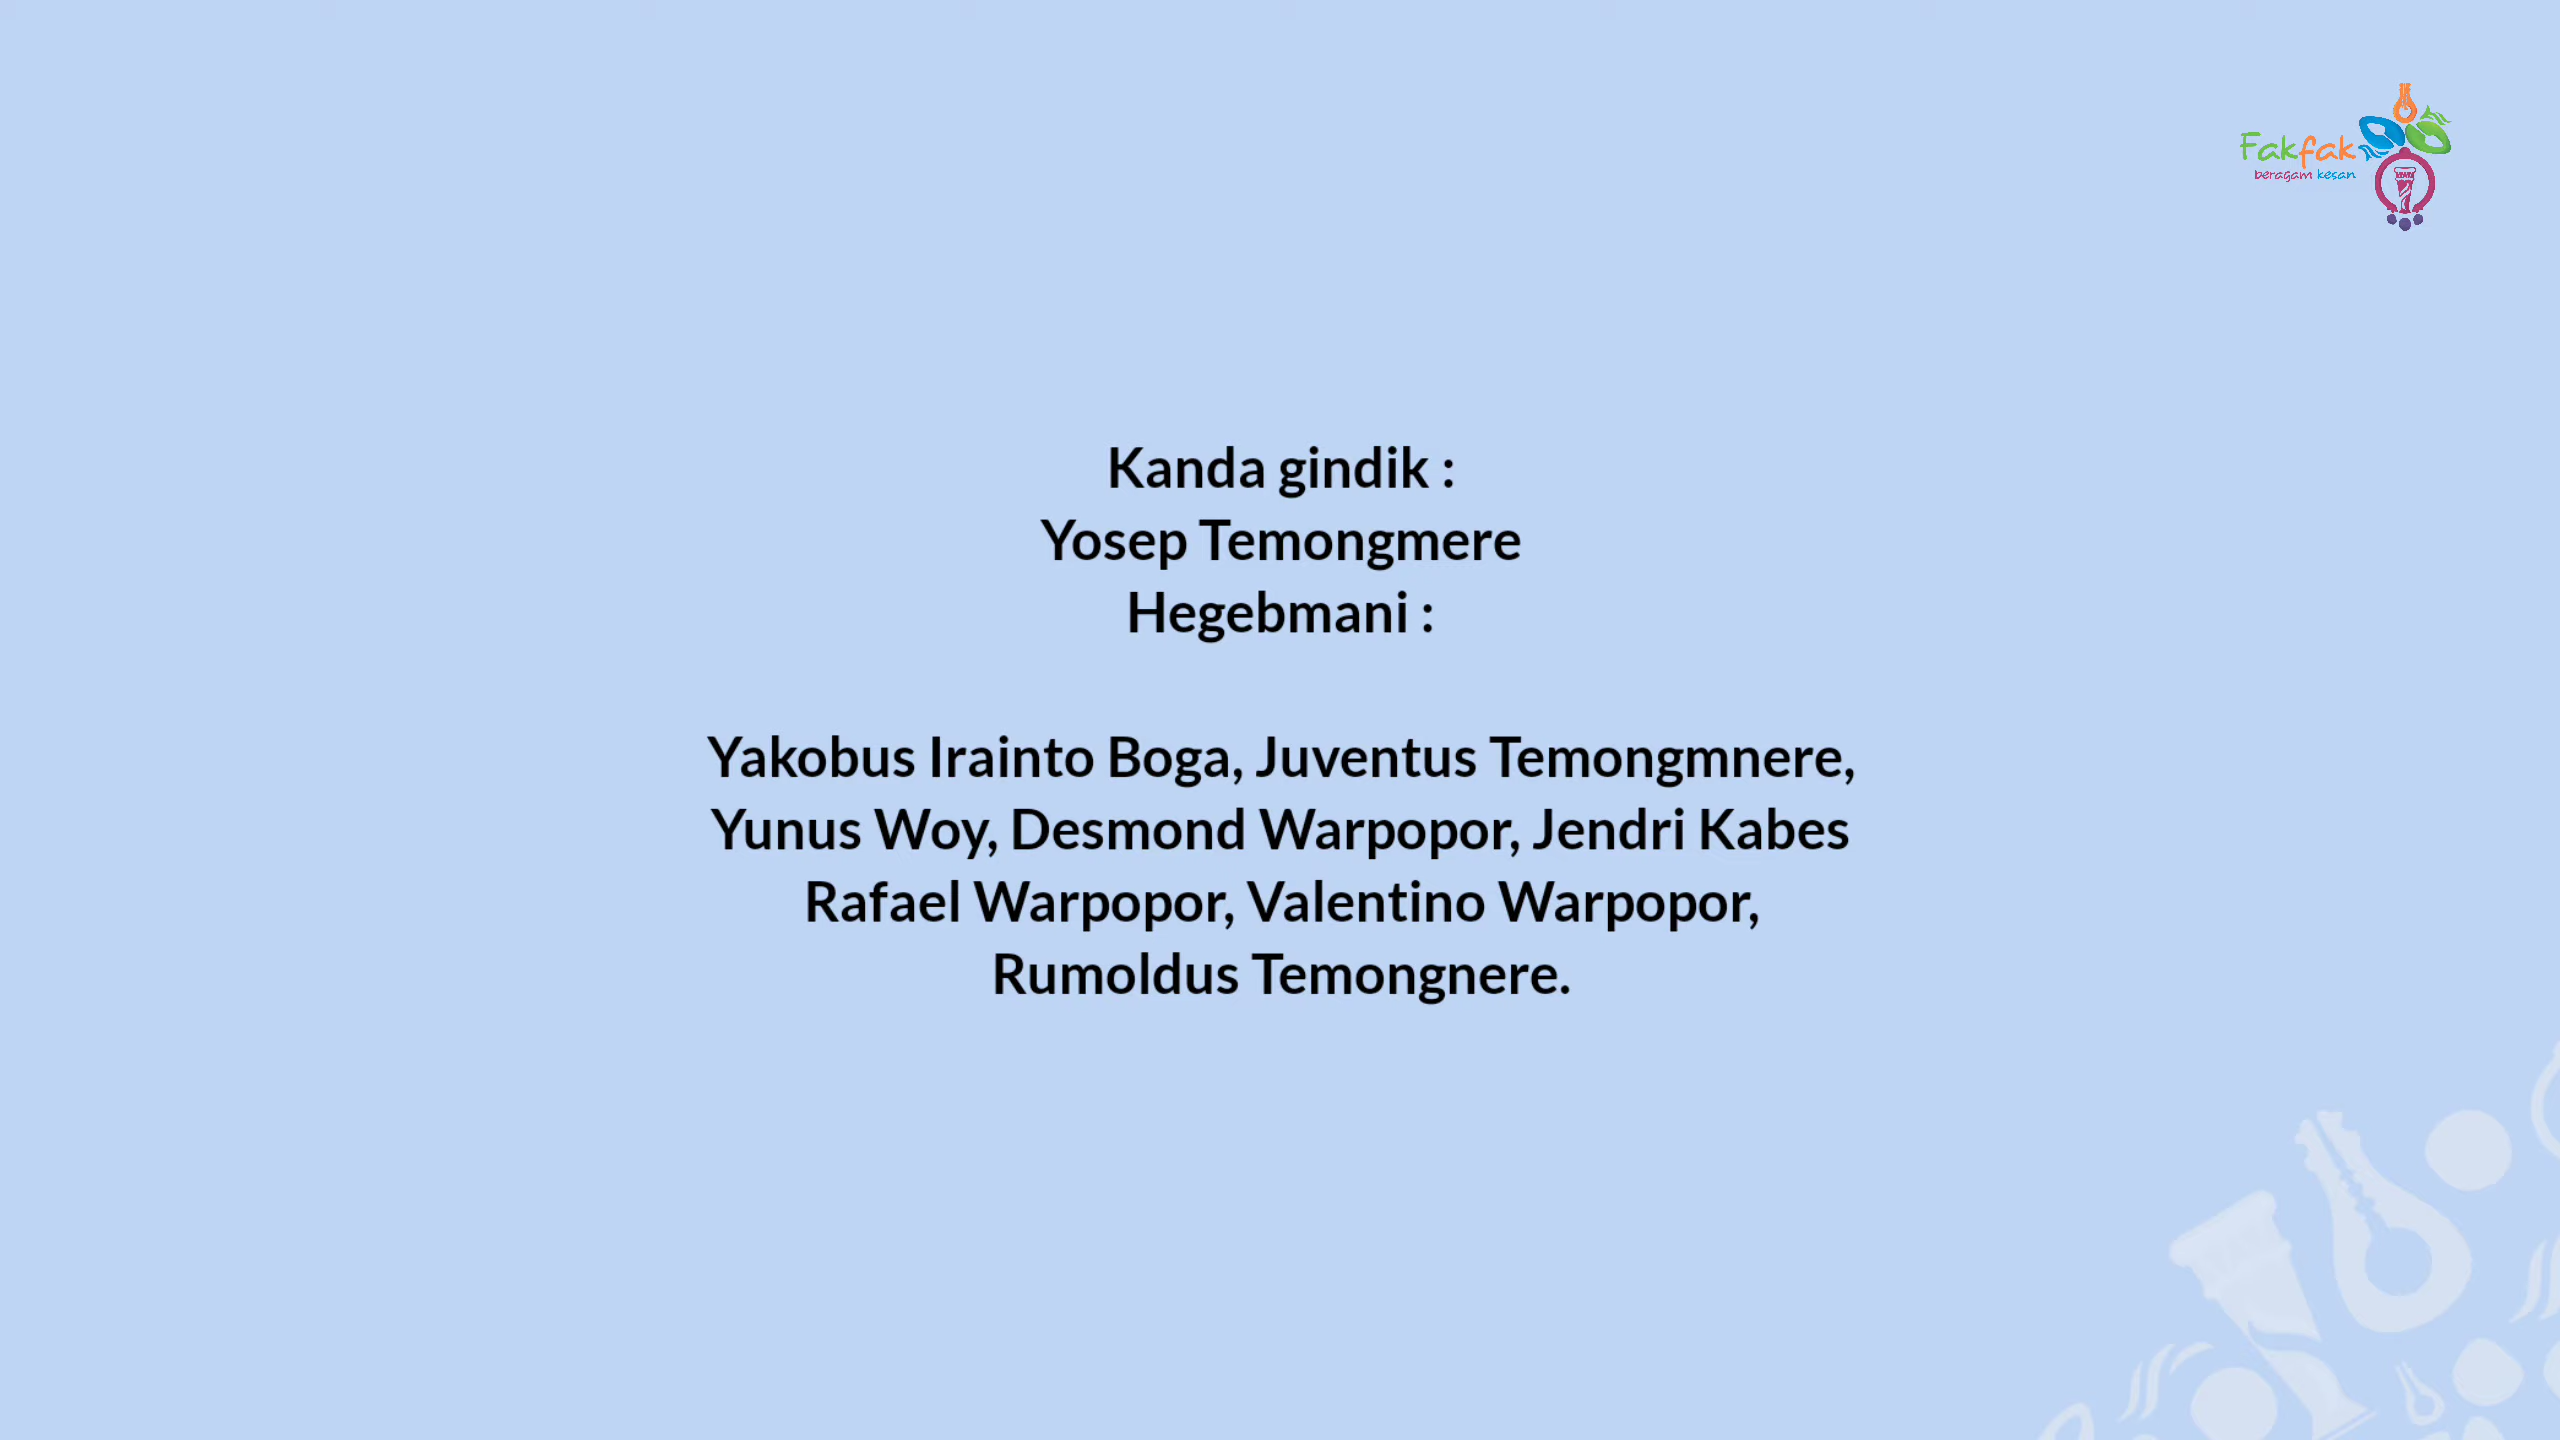 Fakfak
beragam kesan
Kanda gindik :
Yosep Temongmere
Hegebmani :
Yakobus Irainto Boga, Juventus Temongmnere,
Yunus Woy, Desmond Warpopor, Jendri Kabes
Rafael Warpopor, Valentino Warpopor,
Rumoldus Temongnere.